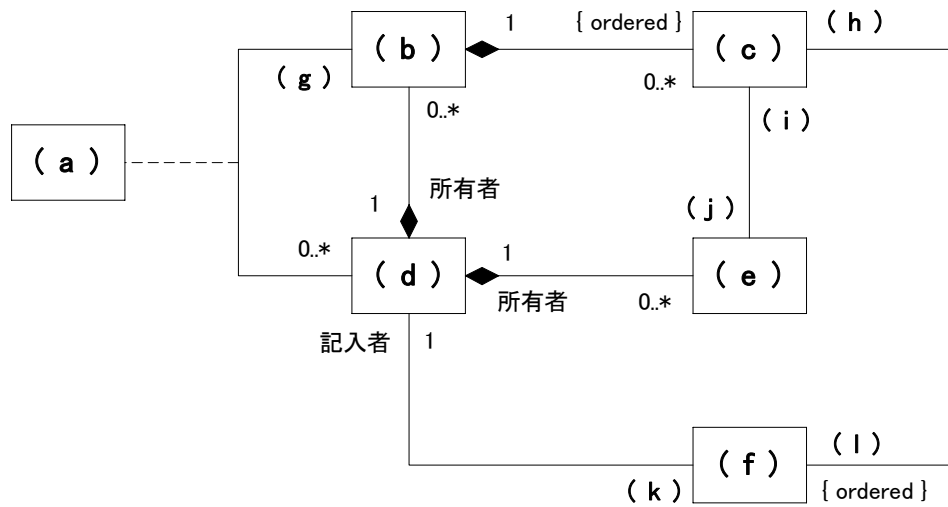 1
{ ordered }
( h )
( b )
( c )
( g )
0..*
0..*
( i )
( a )
所有者
1
( j )
0..*
( d )
1
( e )
所有者
0..*
記入者
1
( f )
( l )
( k )
{ ordered }